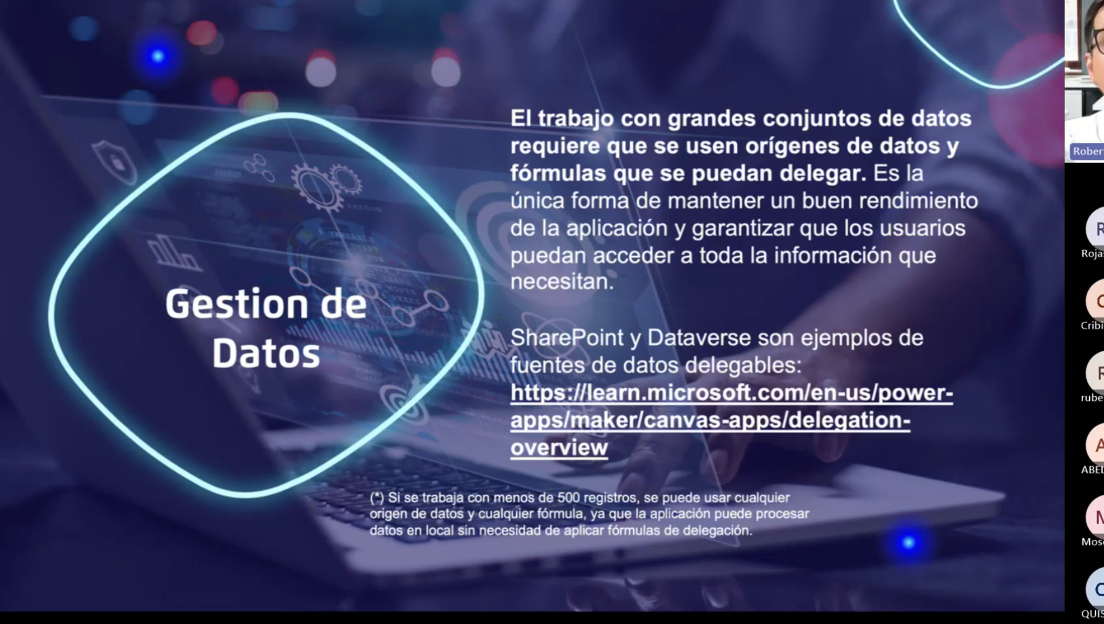 Gestion de
Datos
El trabajo con grandes conjuntos de datos
requiere que se usen orígenes de datos y
fórmulas que se puedan delegar. Es la
única forma de mantener un buen rendimiento
de la aplicación y garantizar que los usuarios
puedan acceder a toda la información que
necesitan.
SharePoint y Dataverse son ejemplos de
fuentes de datos delegables:
https://learn.microsoft.com/en-us/power-
apps/maker/canvas-apps/delegation-
overview
(*) Si se trabaja con menos de 500 registros, se puede usar cualquier
origen de datos y cualquier fórmula, ya que la aplicación puede procesar
datos en local sin necesidad de aplicar fórmulas de delegación.
Rober
R
Roja
C
Cribi
R
rube
A
ABEL
M
Mos
QUIS